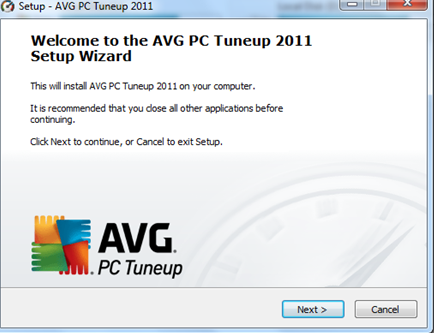 Setup - AVG PC Tuneup 2011
Welcome to the AVG PC Tuneup 2011
Setup Wizard
This will install AVG PC Tuneup 2011 on your computer.
It is recommended that you close all other applications before
continuing.
Click Next to continue, or Cancel to exit Setup.
AVG.
PC Tuneup
Next >
Cancel